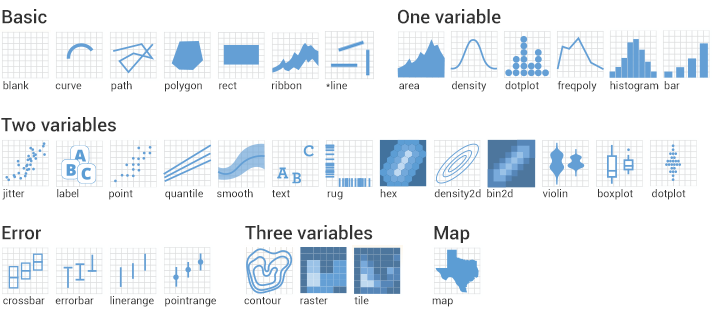 Basic
One variable
blank curve path polygon rect ribbon *line
area density dotplot freqpoly histogram bar
Two variables
A B C
C
A B
jitter label point quantile smooth text rug hex density2d bin2d violin boxplot dotplot
Error
Three variables
Map
crossbar errorbar linerange pointrange
contour raster tile
map